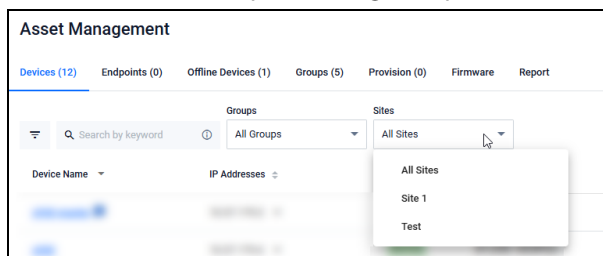 Asset Management
Devices (12) Endpoints (0) Offline Devices (1) Groups (5) Provision (0) Firmware Report
Groups Sites
Search by keyword All Groups All Sites
Device Name IP Addresses
All Sites
Site 1
Test